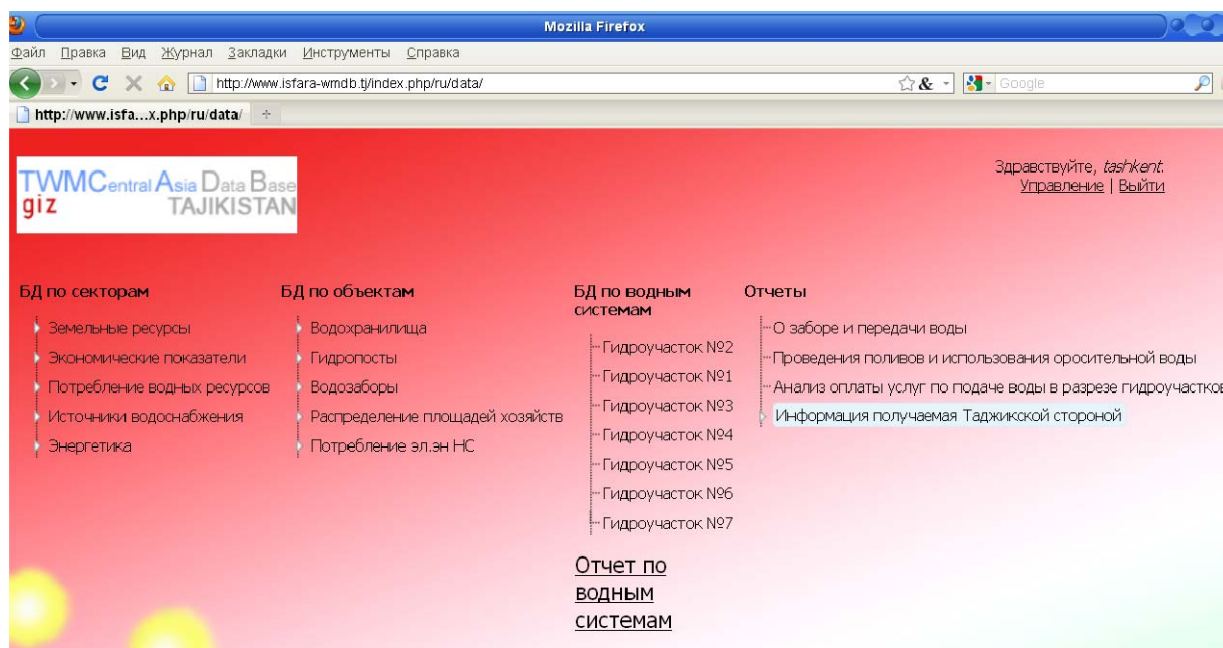 Mozilla Firefox
Файл Правка Вид Журнал Закладки Инструменты Справка
http://www.isfara-wmdb.tj/index.php/ru/data/
Google
http://www.isfa...x.php/ru/data/
TWMCentral Asia Data Base
giz TAJIKISTAN
Здравствуйте, tashkent.
Управление | Выйти
БД по секторам
Земельные ресурсы
Экономические показатели
Потребление водных ресурсов
Источники водоснабжения
Энергетика
БД по объектам
Водохранилища
Гидропосты
Водозаборы
Распределение площадей хозяйств
Потребление эл.эн НС
БД по водным
системам
Гидроучасток №2
Гидроучасток №1
Гидроучасток №3
Гидроучасток №4
Гидроучасток №5
Гидроучасток №6
Гидроучасток №7
Отчет по
водным
системам
Отчеты
О заборе и передачи воды
Проведения поливов и использования оросительной воды
Анализ оплаты услуг по подаче воды в разрезе гидроучастков
Информация получаемая Таджикской стороной